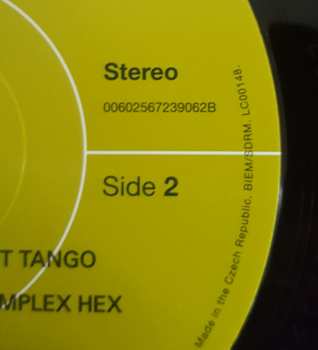 Stereo
00602567239062B
Side 2
T TANGO
MPLEX HEX
Made in the Czech Republic. BIEM/SDRM. LC00148.